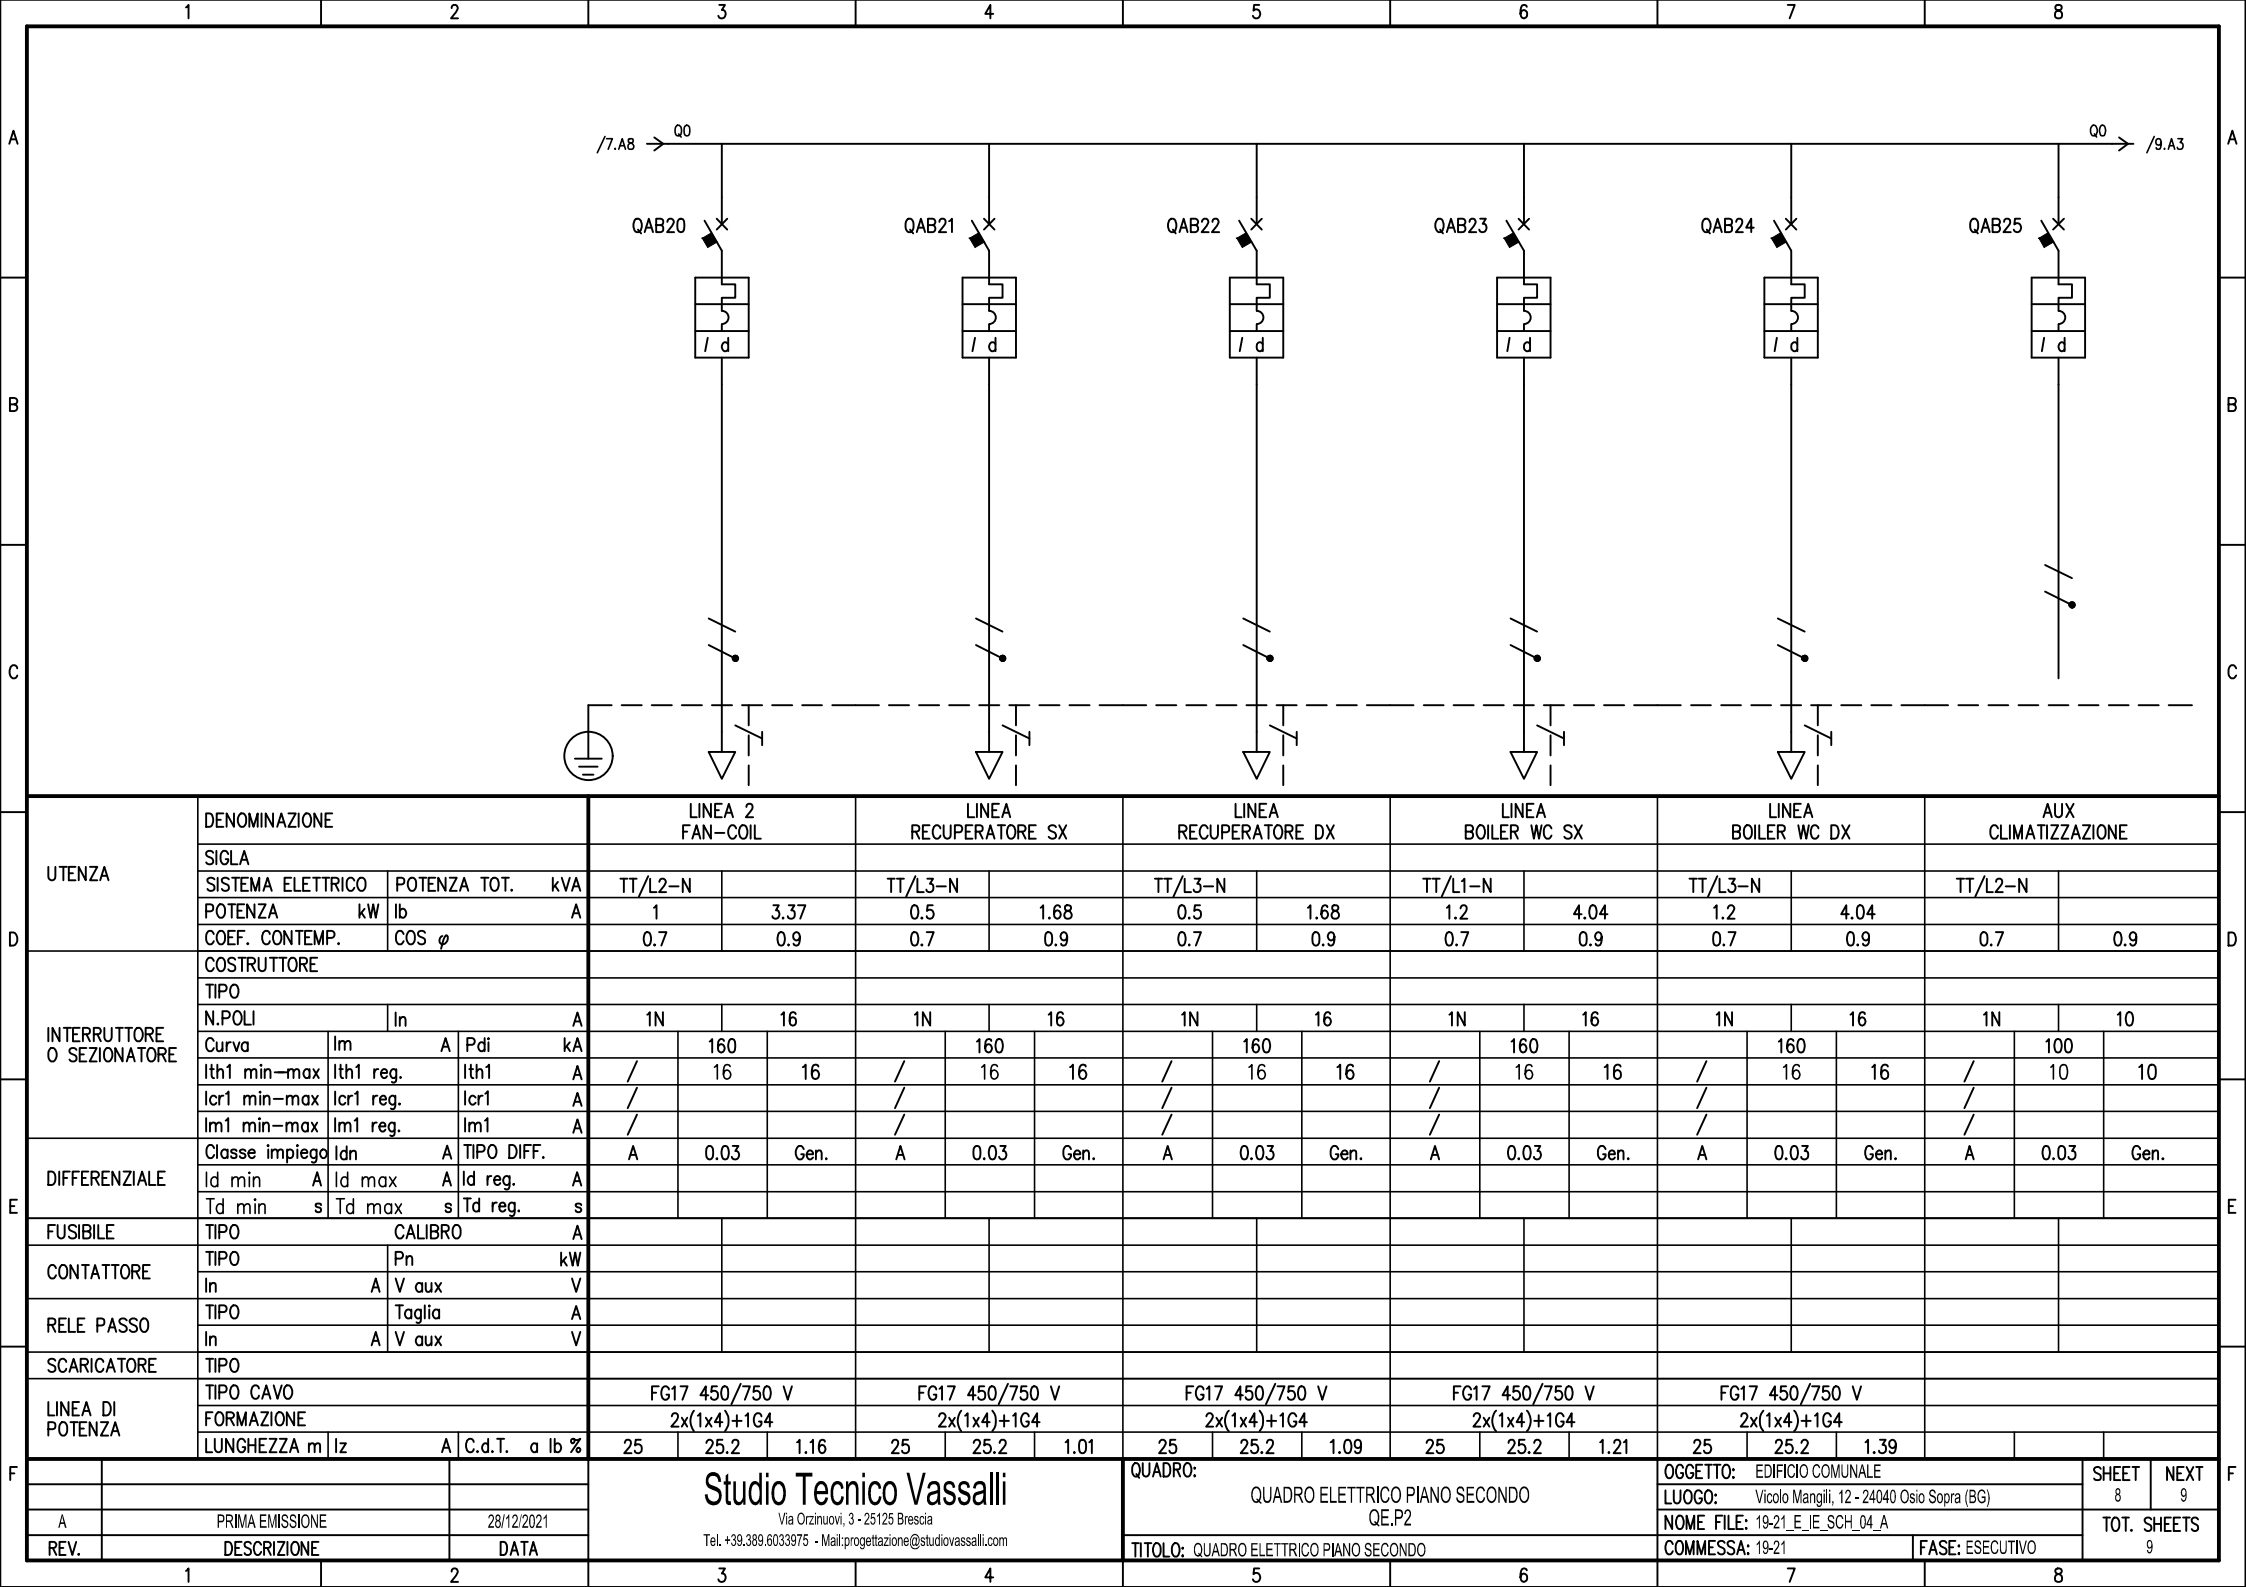 1 2 3 4 5 6 7 8
A A
/7.A8 Q0 Q0 /9.A3
QAB20 QAB21 QAB22 QAB23 QAB24 QAB25
I d I d I d I d I d I d
B B
C C
UTENZA
DENOMINAZIONE
LINEA 2 FAN-COIL
LINEA RECUPERATORE SX
LINEA RECUPERATORE DX
LINEA BOILER WC SX
LINEA BOILER WC DX
AUX CLIMATIZZAZIONE
SIGLA
SISTEMA ELETTRICO POTENZA TOT. kVA TT/L2-N TT/L3-N TT/L3-N TT/L1-N TT/L3-N TT/L2-N
POTENZA kW Ib A 1 3.37 0.5 1.68 0.5 1.68 1.2 4.04 1.2 4.04
D COEF. CONTEMP. COS φ 0.7 0.9 0.7 0.9 0.7 0.9 0.7 0.9 0.7 0.9 0.7 0.9 D
INTERRUTTORE O SEZIONATORE
COSTRUTTORE
TIPO
N.POLI In A 1N 16 1N 16 1N 16 1N 16 1N 16 1N 10
Curva Im A Pdi kA 160 160 160 160 160 100
Ith1 min-max Ith1 reg. Ith1 A / 16 16 / 16 16 / 16 16 / 16 16 / 16 16 / 10 10
Icr1 min-max Icr1 reg. Icr1 A / / / / / /
Im1 min-max Im1 reg. Im1 A / / / / / /
DIFFERENZIALE
Classe impiego Idn A TIPO DIFF. A 0.03 Gen. A 0.03 Gen. A 0.03 Gen. A 0.03 Gen. A 0.03 Gen. A 0.03 Gen.
Id min A Id max A Id reg. A
E Td min s Td max s Td reg. s E
FUSIBILE TIPO CALIBRO A
CONTATTORE
TIPO Pn kW
In A V aux V
RELE PASSO
TIPO Taglia A
In A V aux V
SCARICATORE TIPO
LINEA DI POTENZA
TIPO CAVO FG17 450/750 V FG17 450/750 V FG17 450/750 V FG17 450/750 V FG17 450/750 V
FORMAZIONE 2x(1x4)+1G4 2x(1x4)+1G4 2x(1x4)+1G4 2x(1x4)+1G4 2x(1x4)+1G4
LUNGHEZZA m Iz A C.d.T. a Ib % 25 25.2 1.16 25 25.2 1.01 25 25.2 1.09 25 25.2 1.21 25 25.2 1.39
F F
A PRIMA EMISSIONE 28/12/2021
REV. DESCRIZIONE DATA
Studio Tecnico Vassalli
Via Orzinuovi, 3 - 25125 Brescia
Tel. +39.389.6033975 - Mail:progettazione@studiovassalli.com
QUADRO:
QUADRO ELETTRICO PIANO SECONDO
QE.P2
TITOLO: QUADRO ELETTRICO PIANO SECONDO
OGGETTO: EDIFICIO COMUNALE
LUOGO: Vicolo Mangili, 12 - 24040 Osio Sopra (BG)
NOME FILE: 19-21_E_IE_SCH_04_A
COMMESSA: 19-21 FASE: ESECUTIVO
SHEET NEXT
8 9
TOT. SHEETS
9
1 2 3 4 5 6 7 8